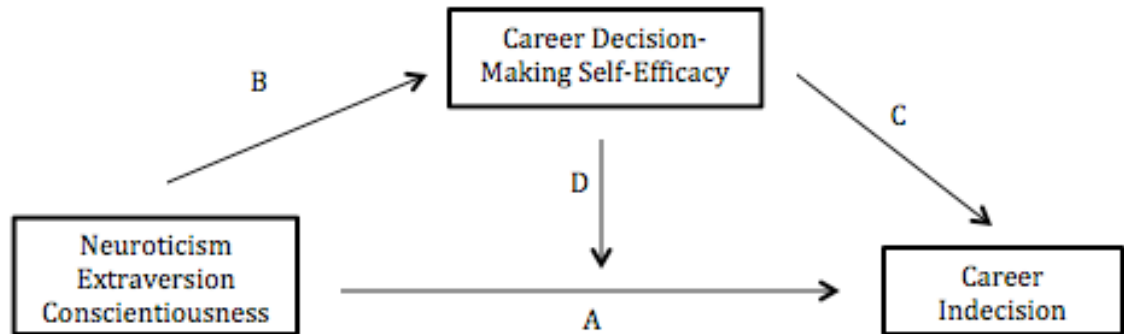 Career Decision-
Making Self-Efficacy
B
C
D
Neuroticism
Extraversion
Conscientiousness
Career
Indecision
A